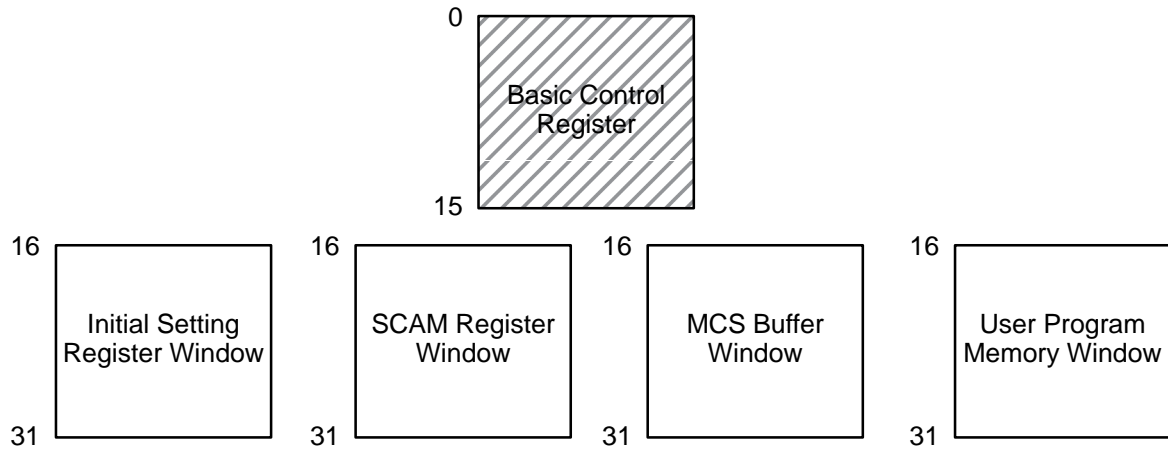 0
Basic Control
Register
15
16
Initial Setting
Register Window
31
16
SCAM Register
Window
31
16
MCS Buffer
Window
31
16
User Program
Memory Window
31